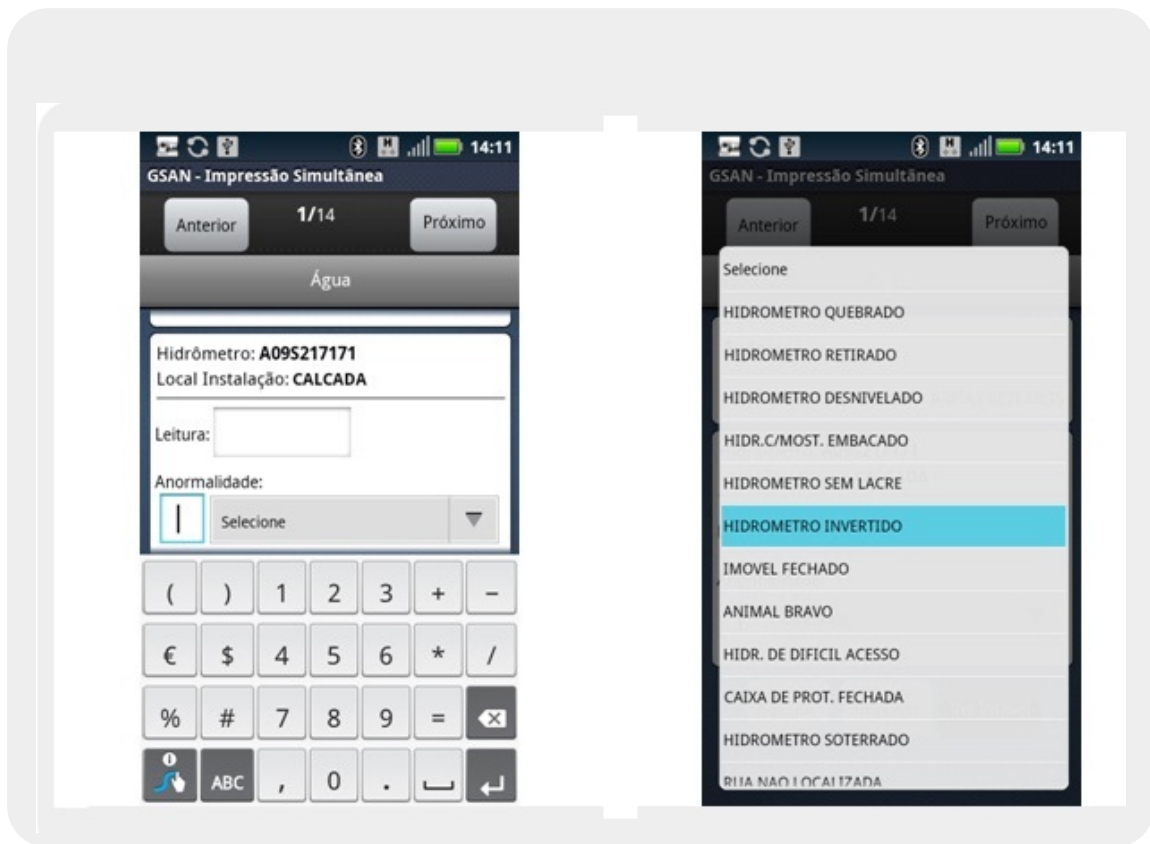 14:11
GSAN - Impressão Simultânea
Anterior 1/14 Próximo
Água
Hidrômetro: A09S217171
Local Instalação: CALCADA
Leitura:
Anormalidade:
Selecione
( ) 1 2 3 + −
€ $ 4 5 6 * /
% # 7 8 9 =
ABC , 0 .
14:11
GSAN - Impressão Simultânea
Anterior 1/14 Próximo
Selecione
HIDROMETRO QUEBRADO
HIDROMETRO RETIRADO
HIDROMETRO DESNIVELADO
HIDR.C/MOST. EMBACADO
HIDROMETRO SEM LACRE
HIDROMETRO INVERTIDO
IMOVEL FECHADO
ANIMAL BRAVO
HIDR. DE DIFICIL ACESSO
CAIXA DE PROT. FECHADA
HIDROMETRO SOTERRADO
RUA NAO LOCALIZADA